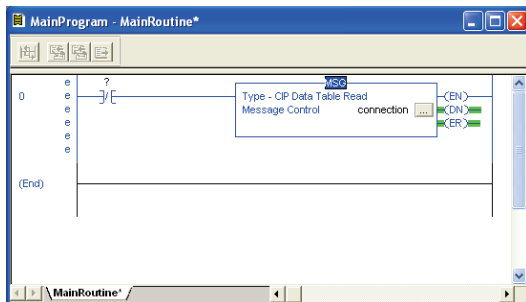 MainProgram - MainRoutine*
MSG
e ?
0 e Type - CIP Data Table Read (EN)
e Message Control connection ... (DN)
e (ER)
e
e
(End)
MainRoutine*